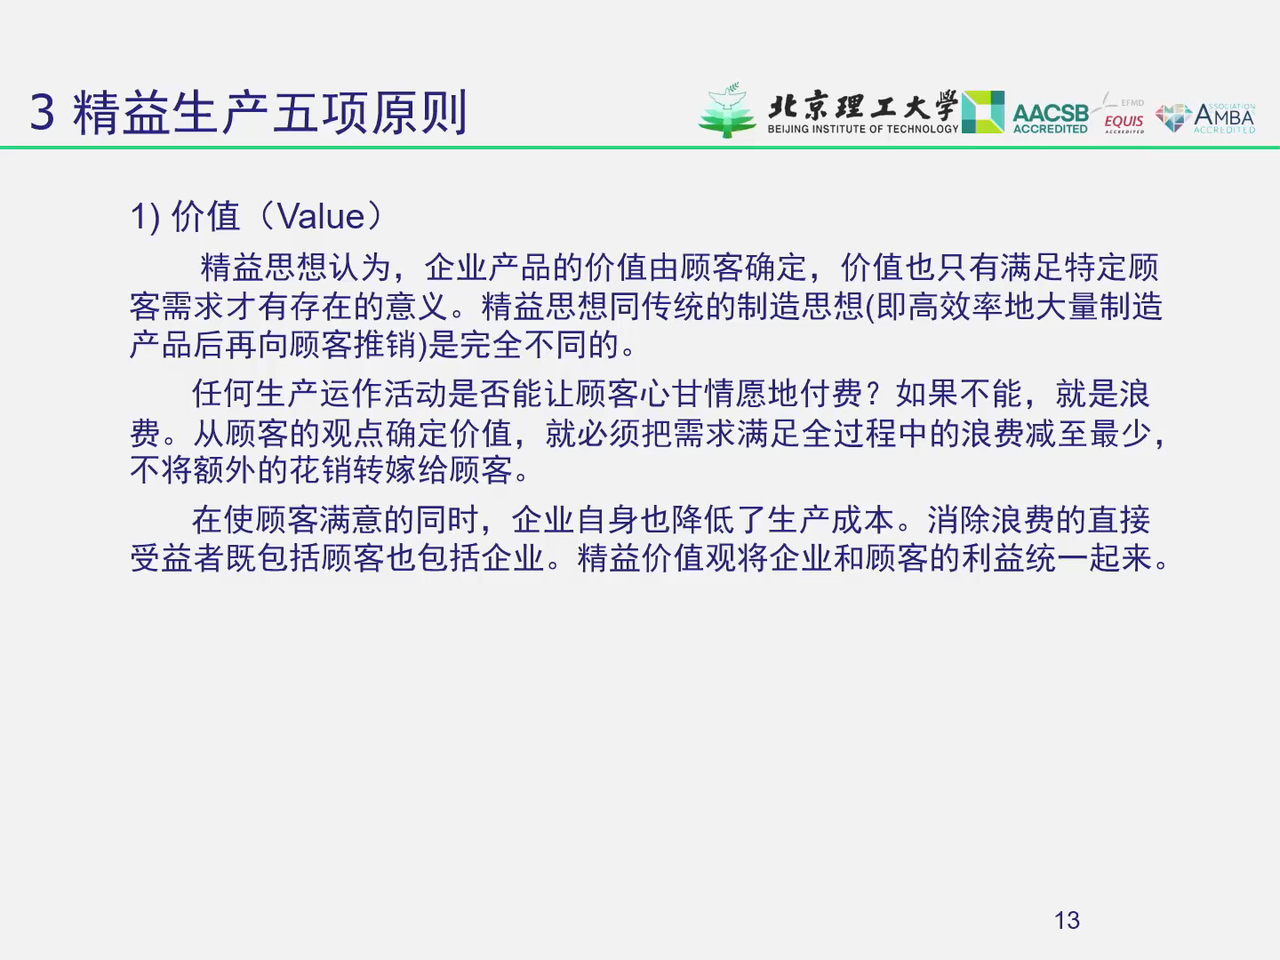 3 精益生产五项原则
北京理工大学
BEIJING INSTITUTE OF TECHNOLOGY
AACSB
ACCREDITED
EFMD
EQUIS
ACCREDITED
ASSOCIATION
AMBA
ACCREDITED
1) 价值（Value）
精益思想认为，企业产品的价值由顾客确定，价值也只有满足特定顾
客需求才有存在的意义。精益思想同传统的制造思想(即高效率地大量制造
产品后再向顾客推销)是完全不同的。
任何生产运作活动是否能让顾客心甘情愿地付费？如果不能，就是浪
费。从顾客的观点确定价值，就必须把需求满足全过程中的浪费减至最少，
不将额外的花销转嫁给顾客。
在使顾客满意的同时，企业自身也降低了生产成本。消除浪费的直接
受益者既包括顾客也包括企业。精益价值观将企业和顾客的利益统一起来。
13